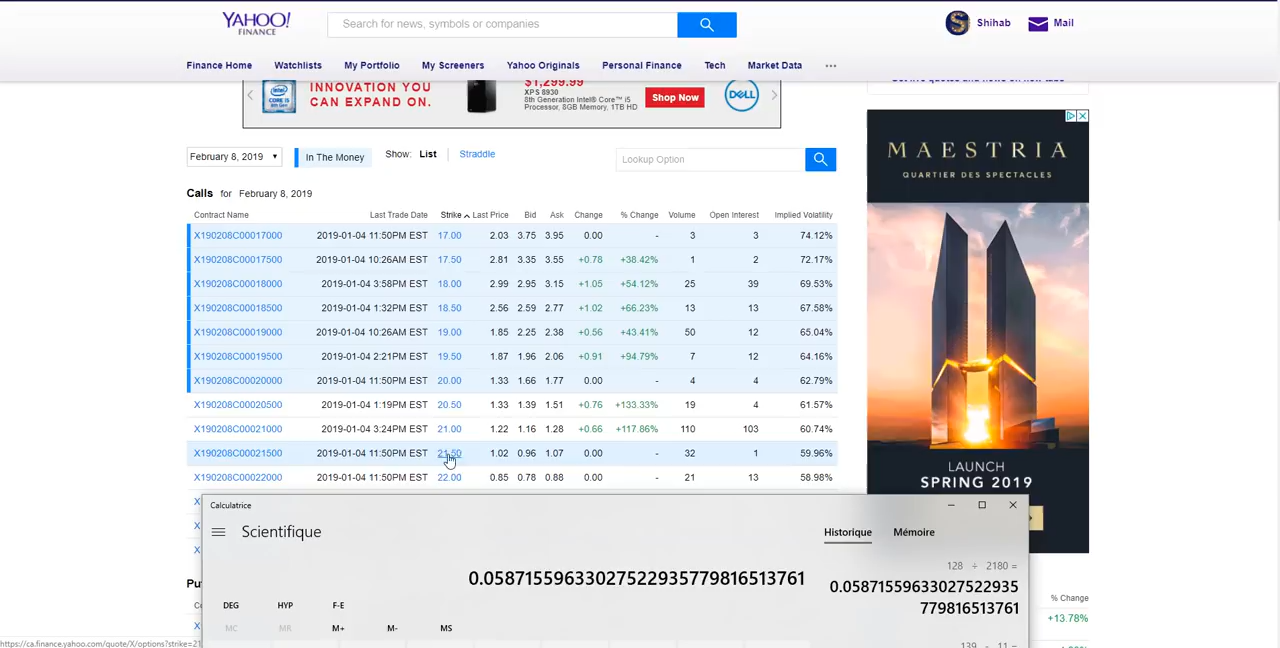 YAHOO!
FINANCE
Search for news, symbols or companies
Shihab
Mail
Finance Home Watchlists My Portfolio My Screeners Yahoo Originals Personal Finance Tech Market Data ...
INNOVATION YOU
CAN EXPAND ON.
$1,299.99
XPS 8930
8th Generation Intel® Core™ i5
Processor, 8GB Memory, 1TB HD
Shop Now
DELL
February 8, 2019
In The Money
Show: List Straddle
Lookup Option
Calls for February 8, 2019
Contract Name Last Trade Date Strike Last Price Bid Ask Change % Change Volume Open Interest Implied Volatility
X190208C00017000 2019-01-04 11:50PM EST 17.00 2.03 3.75 3.95 0.00 - 3 3 74.12%
X190208C00017500 2019-01-04 10:26AM EST 17.50 2.81 3.35 3.55 +0.78 +38.42% 1 2 72.17%
X190208C00018000 2019-01-04 3:58PM EST 18.00 2.99 2.95 3.15 +1.05 +54.12% 25 39 69.53%
X190208C00018500 2019-01-04 1:32PM EST 18.50 2.56 2.59 2.77 +1.02 +66.23% 13 13 67.58%
X190208C00019000 2019-01-04 10:26AM EST 19.00 1.85 2.25 2.38 +0.56 +43.41% 50 12 65.04%
X190208C00019500 2019-01-04 2:21PM EST 19.50 1.87 1.96 2.06 +0.91 +94.79% 7 12 64.16%
X190208C00020000 2019-01-04 11:50PM EST 20.00 1.33 1.66 1.77 0.00 - 4 4 62.79%
X190208C00020500 2019-01-04 1:19PM EST 20.50 1.33 1.39 1.51 +0.76 +133.33% 19 4 61.57%
X190208C00021000 2019-01-04 3:24PM EST 21.00 1.22 1.16 1.28 +0.66 +117.86% 110 103 60.74%
X190208C00021500 2019-01-04 11:50PM EST 21.50 1.02 0.96 1.07 0.00 - 32 1 59.96%
X190208C00022000 2019-01-04 11:50PM EST 22.00 0.85 0.78 0.88 0.00 - 21 13 58.98%
MAESTRIA
QUARTIER DES SPECTACLES
LAUNCH
SPRING 2019
Calculatrice
Scientifique
Historique Mémoire
128 ÷ 2180 =
0.05871559633027522935779816513761
0.05871559633027522935
779816513761
DEG HYP F-E
MC MR M+ M- MS
139 ÷ 11 =
% Change
+13.78%
https://ca.finance.yahoo.com/quote/X/options?strike=21